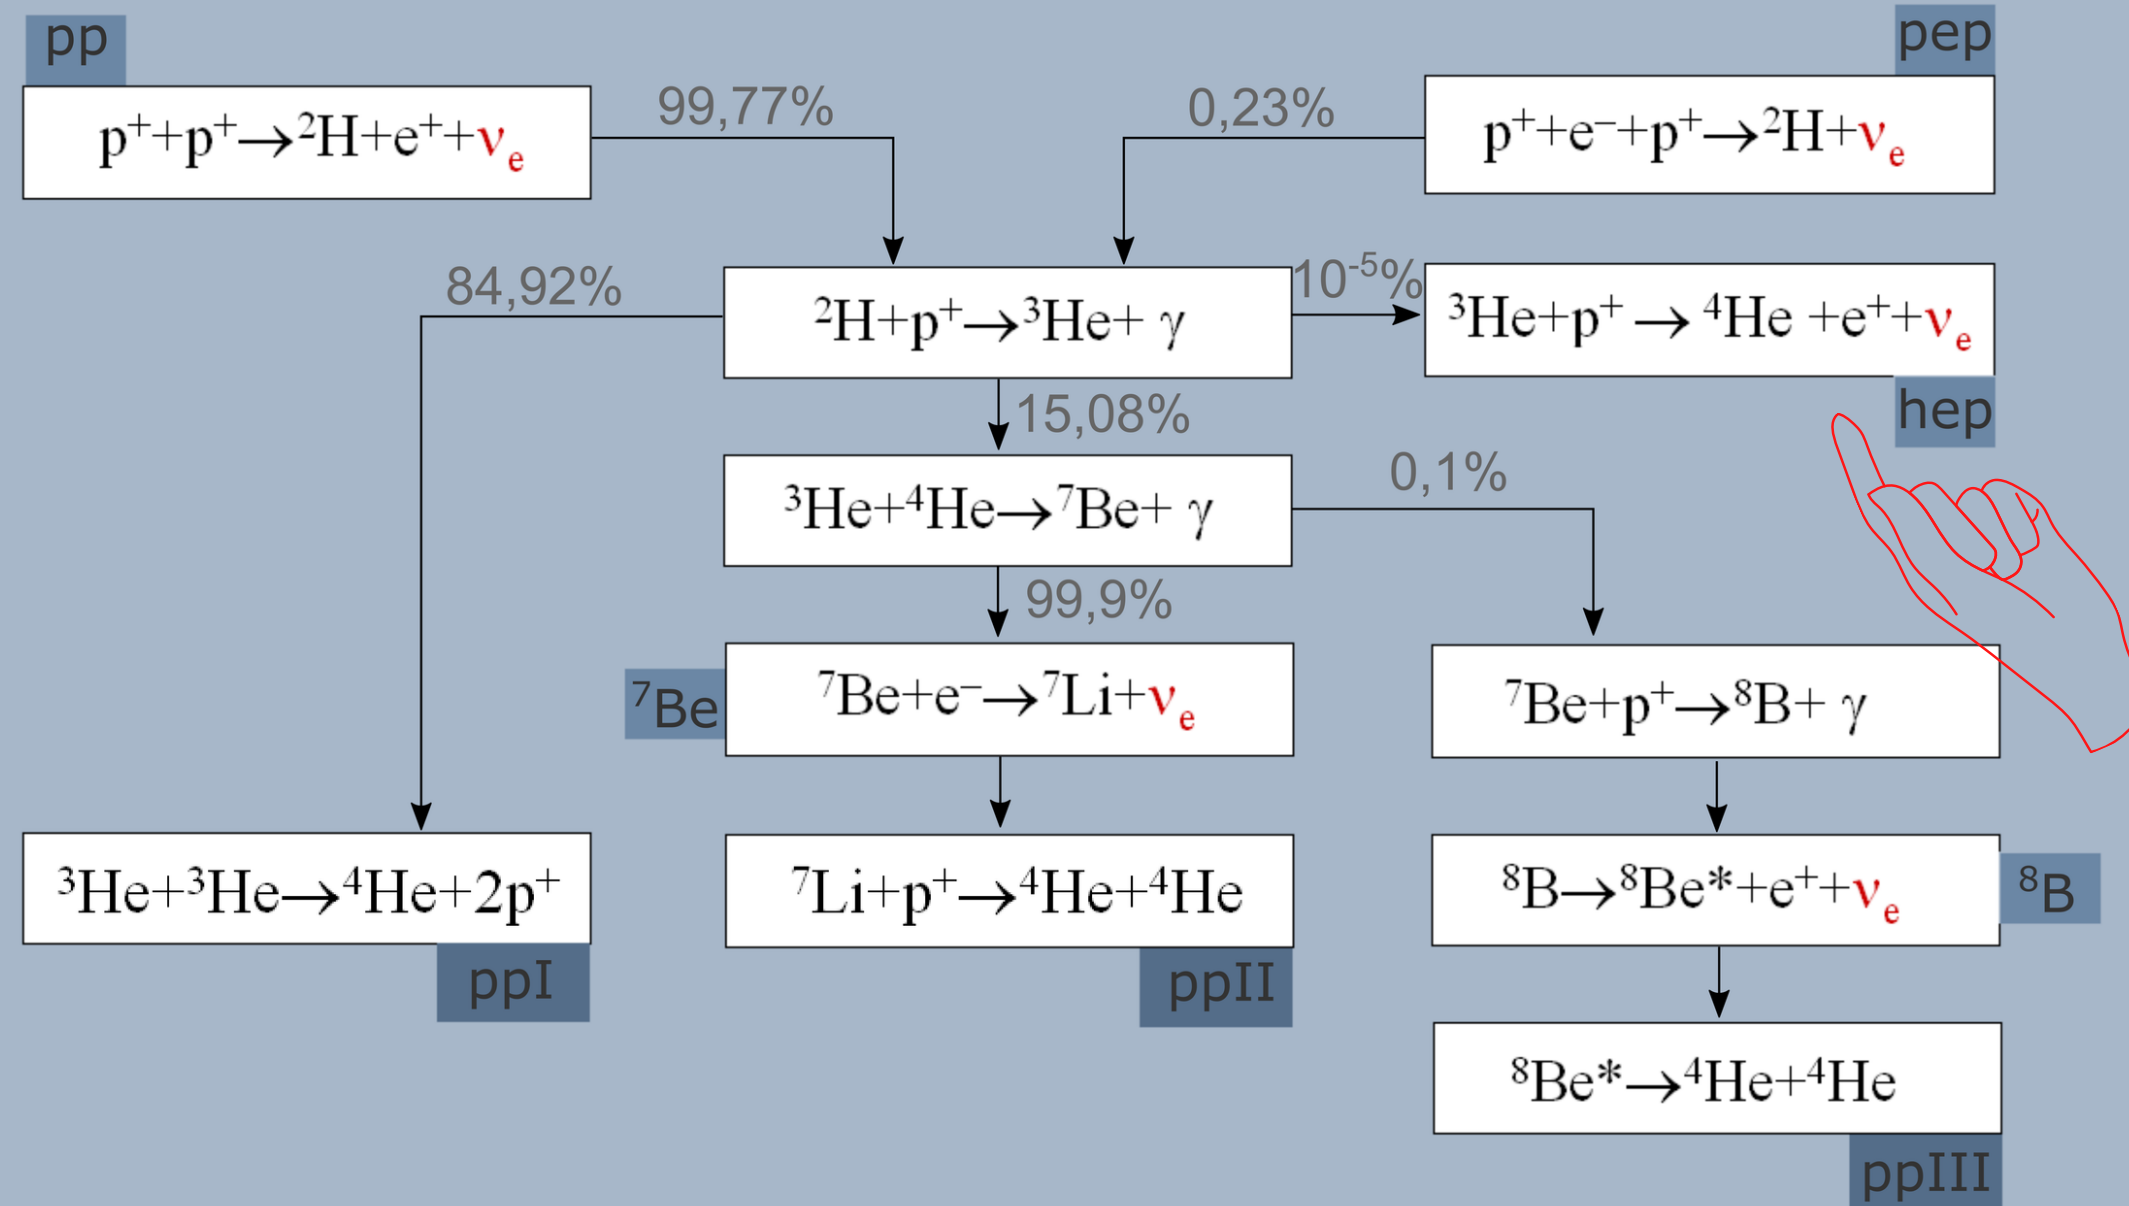 pp
pep
p⁺+p⁺→²H+e⁺+νₑ
99,77%
0,23%
p⁺+e⁻+p⁺→²H+νₑ
84,92%
²H+p⁺→³He+ γ
10⁻⁵%
³He+p⁺ → ⁴He +e⁺+νₑ
hep
15,08%
³He+⁴He→⁷Be+ γ
0,1%
99,9%
⁷Be
⁷Be+e⁻→⁷Li+νₑ
⁷Be+p⁺→⁸B+ γ
³He+³He→⁴He+2p⁺
⁷Li+p⁺→⁴He+⁴He
⁸B→⁸Be*+e⁺+νₑ
⁸B
ppI
ppII
⁸Be*→⁴He+⁴He
ppIII